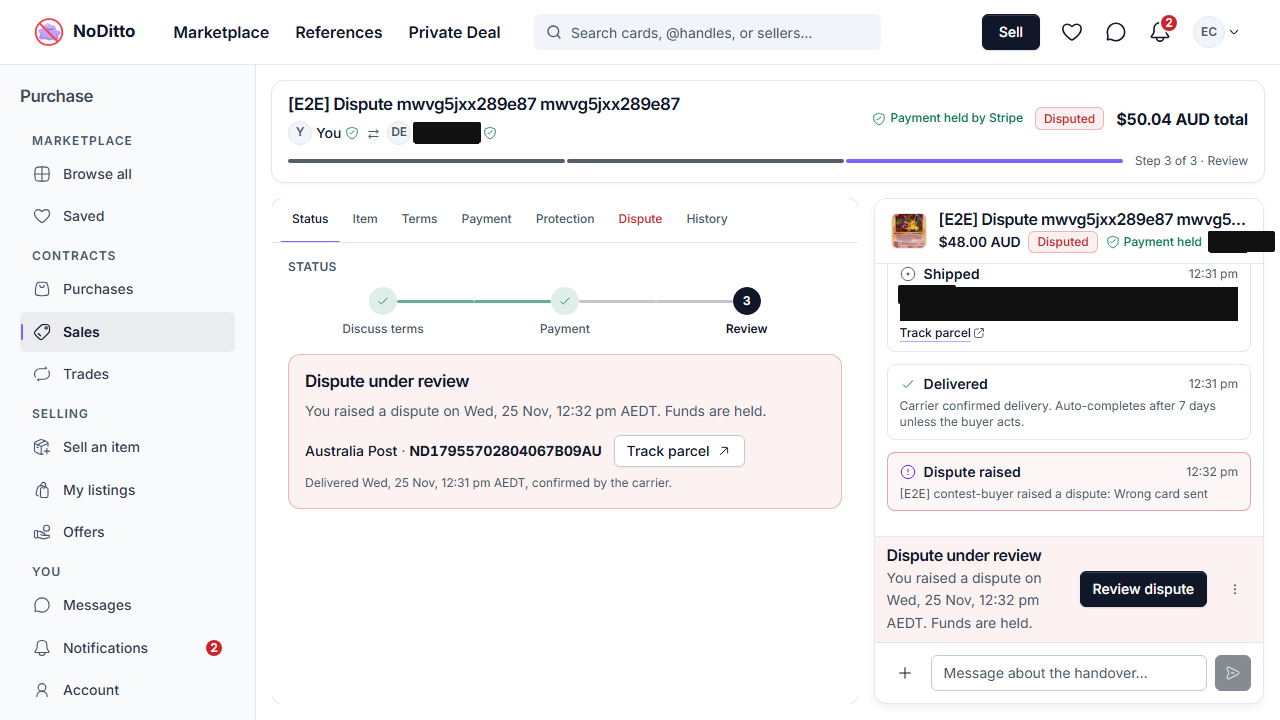 NoDitto
Marketplace
References
Private Deal
Search cards, @handles, or sellers...
Sell
2
EC
Purchase
MARKETPLACE
Browse all
Saved
CONTRACTS
Purchases
Sales
Trades
SELLING
Sell an item
My listings
Offers
YOU
Messages
Notifications
2
Account
[E2E] Dispute mwvg5jxx289e87 mwvg5jxx289e87
Y You DE
Payment held by Stripe
Disputed
$50.04 AUD total
Step 3 of 3 · Review
Status
Item
Terms
Payment
Protection
Dispute
History
STATUS
3
Discuss terms
Payment
Review
Dispute under review
You raised a dispute on Wed, 25 Nov, 12:32 pm AEDT. Funds are held.
Australia Post · ND17955702804067B09AU
Track parcel
Delivered Wed, 25 Nov, 12:31 pm AEDT, confirmed by the carrier.
[E2E] Dispute mwvg5jxx289e87 mwvg5...
$48.00 AUD
Disputed
Payment held
Shipped
12:31 pm
Track parcel
Delivered
12:31 pm
Carrier confirmed delivery. Auto-completes after 7 days
unless the buyer acts.
Dispute raised
12:32 pm
[E2E] contest-buyer raised a dispute: Wrong card sent
Dispute under review
You raised a dispute on
Wed, 25 Nov, 12:32 pm
AEDT. Funds are held.
Review dispute
Message about the handover...